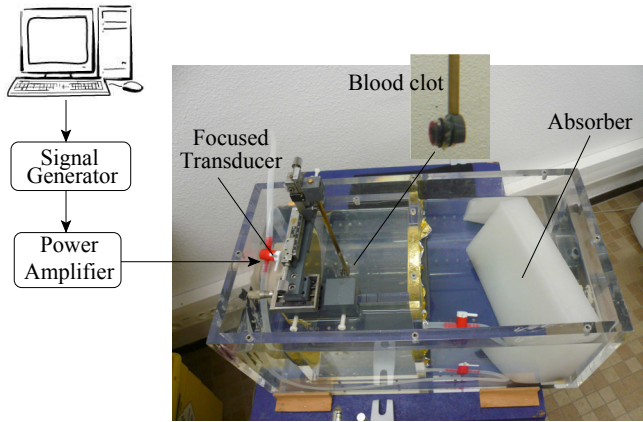 Blood clot
Absorber
Focused
Transducer
Signal
Generator
Power
Amplifier